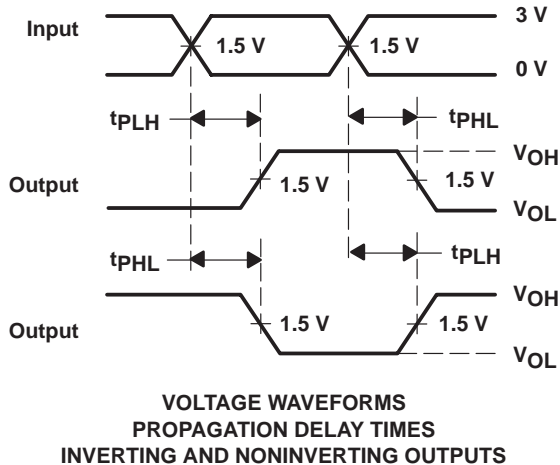 Input
3 V
1.5 V
1.5 V
0 V
tPLH
tPHL
VOH
Output
1.5 V
1.5 V
VOL
tPHL
tPLH
VOH
Output
1.5 V
1.5 V
VOL
VOLTAGE WAVEFORMS
PROPAGATION DELAY TIMES
INVERTING AND NONINVERTING OUTPUTS